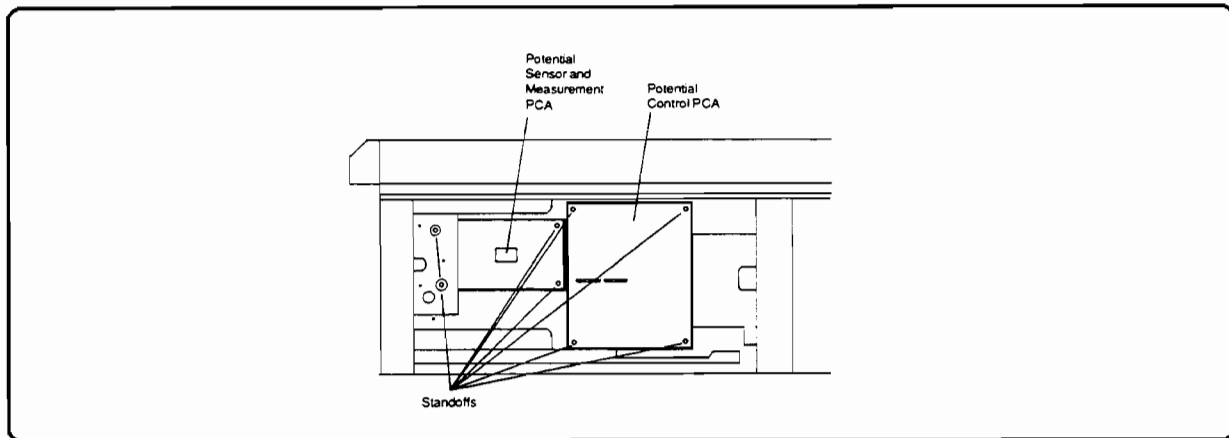 Potential
Sensor and
Measurement
PCA
Potential
Control PCA
Standoffs